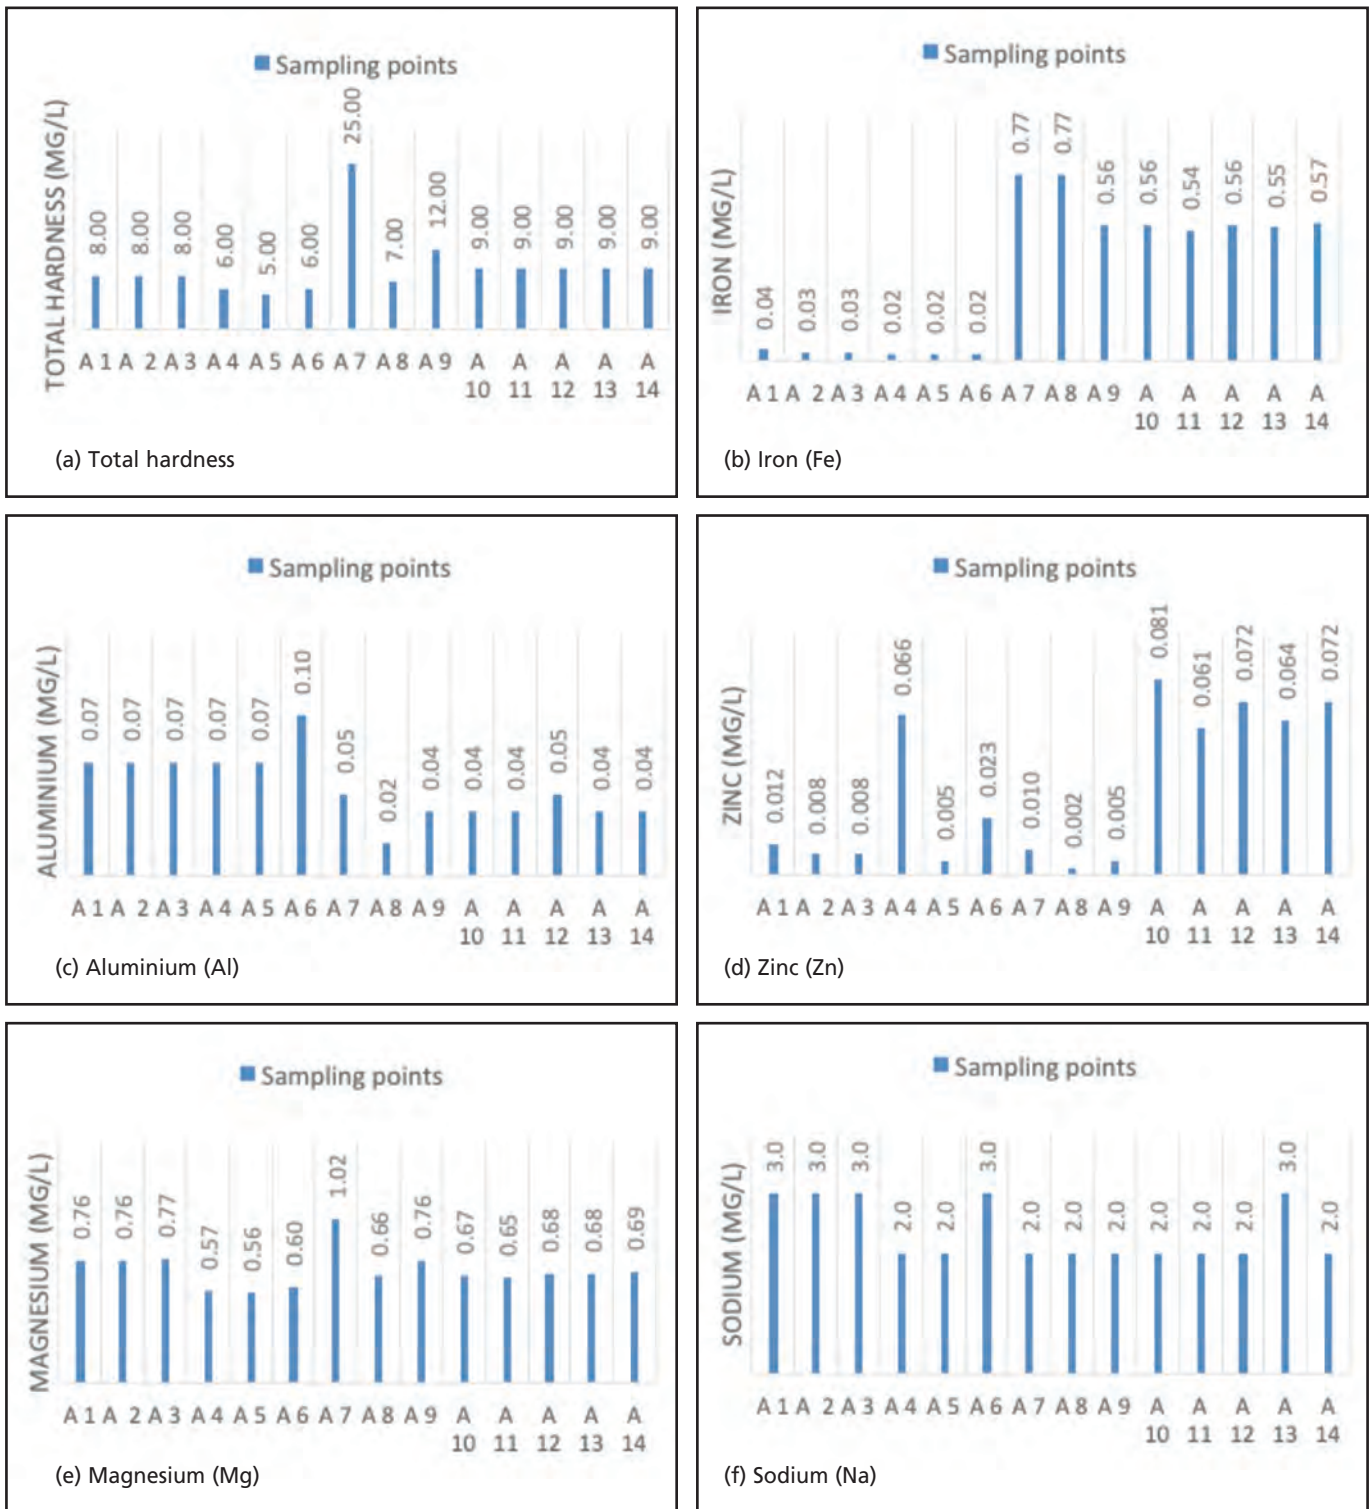 Sampling points
TOTAL HARDNESS (MG/L)
8.00 8.00 8.00 6.00 5.00 6.00 25.00 7.00 12.00 9.00 9.00 9.00 9.00 9.00
A 1 A 2 A 3 A 4 A 5 A 6 A 7 A 8 A 9 A A A A A
10 11 12 13 14
(a) Total hardness
Sampling points
IRON (MG/L)
0.04 0.03 0.03 0.02 0.02 0.02 0.77 0.77 0.56 0.56 0.54 0.56 0.55 0.57
A 1 A 2 A 3 A 4 A 5 A 6 A 7 A 8 A 9 A A A A A
10 11 12 13 14
(b) Iron (Fe)
Sampling points
ALUMINIUM (MG/L)
0.07 0.07 0.07 0.07 0.07 0.10 0.05 0.02 0.04 0.04 0.04 0.05 0.04 0.04
A 1 A 2 A 3 A 4 A 5 A 6 A 7 A 8 A 9 A A A A A
10 11 12 13 14
(c) Aluminium (Al)
Sampling points
ZINC (MG/L)
0.012 0.008 0.008 0.066 0.005 0.023 0.010 0.002 0.005 0.081 0.061 0.072 0.064 0.072
A 1 A 2 A 3 A 4 A 5 A 6 A 7 A 8 A 9 A A A A A
10 11 12 13 14
(d) Zinc (Zn)
Sampling points
MAGNESIUM (MG/L)
0.76 0.76 0.77 0.57 0.56 0.60 1.02 0.66 0.76 0.67 0.65 0.68 0.68 0.69
A 1 A 2 A 3 A 4 A 5 A 6 A 7 A 8 A 9 A A A A A
10 11 12 13 14
(e) Magnesium (Mg)
Sampling points
SODIUM (MG/L)
3.0 3.0 3.0 2.0 2.0 3.0 2.0 2.0 2.0 2.0 2.0 2.0 3.0 2.0
A 1 A 2 A 3 A 4 A 5 A 6 A 7 A 8 A 9 A A A A A
10 11 12 13 14
(f) Sodium (Na)